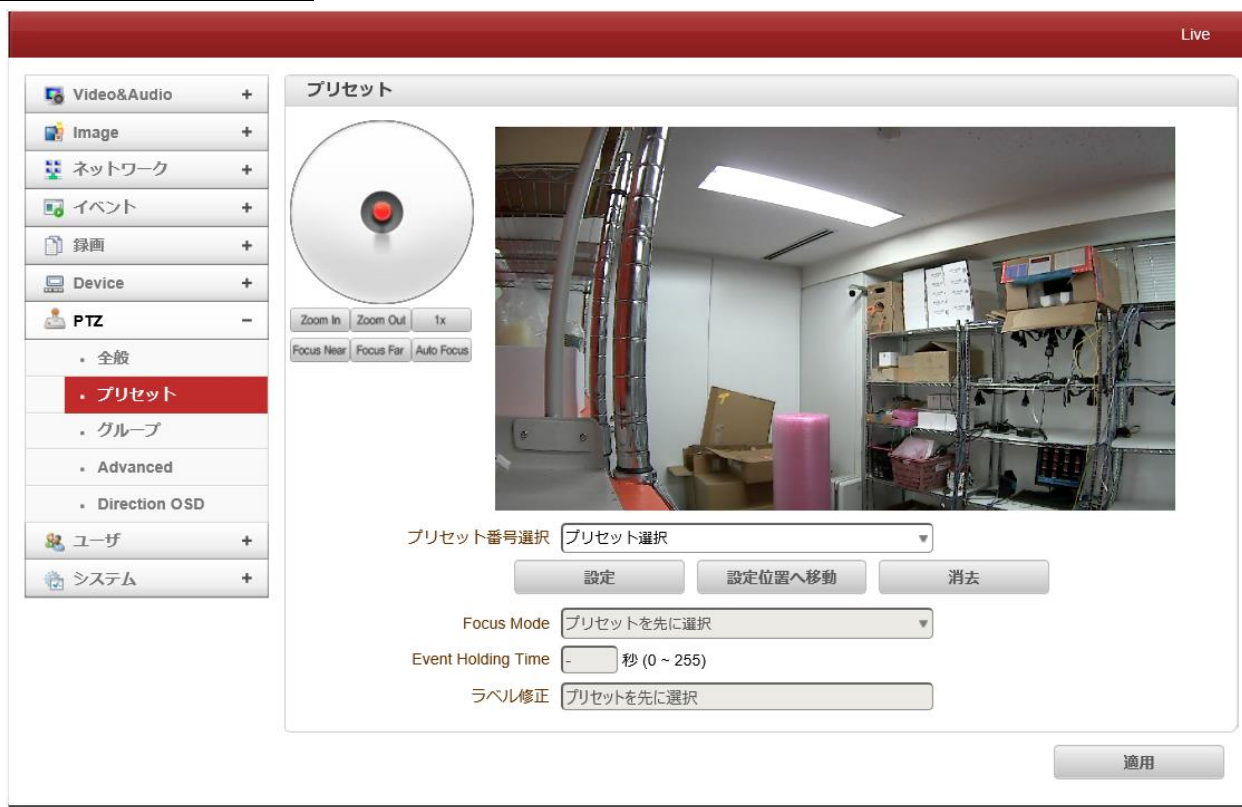 Live
Video&Audio +
Image +
ネットワーク +
イベント +
録画 +
Device +
PTZ −
全般
プリセット
グループ
Advanced
Direction OSD
ユーザ +
システム +
プリセット
Zoom In Zoom Out 1x
Focus Near Focus Far Auto Focus
プリセット番号選択 プリセット選択
設定 設定位置へ移動 消去
Focus Mode プリセットを先に選択
Event Holding Time - 秒 (0 ~ 255)
ラベル修正 プリセットを先に選択
適用